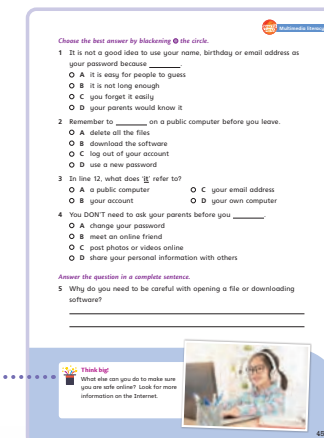 Multimedia literacy
Choose the best answer by blackening the circle.
1 It is not a good idea to use your name, birthday or email address as
your password because ________.
A it is easy for people to guess
B it is not long enough
C you forget it easily
D your parents would know it
2 Remember to ________ on a public computer before you leave.
A delete all the files
B download the software
C log out of your account
D use a new password
3 In line 12, what does 'it' refer to?
A a public computer
C your email address
B your account
D your own computer
4 You DON'T need to ask your parents before you ________.
A change your password
B meet an online friend
C post photos or videos online
D share your personal information with others
Answer the question in a complete sentence.
5 Why do you need to be careful with opening a file or downloading
software?
Think big!
What else can you do to make sure
you are safe online? Look for more
information on the Internet.
45